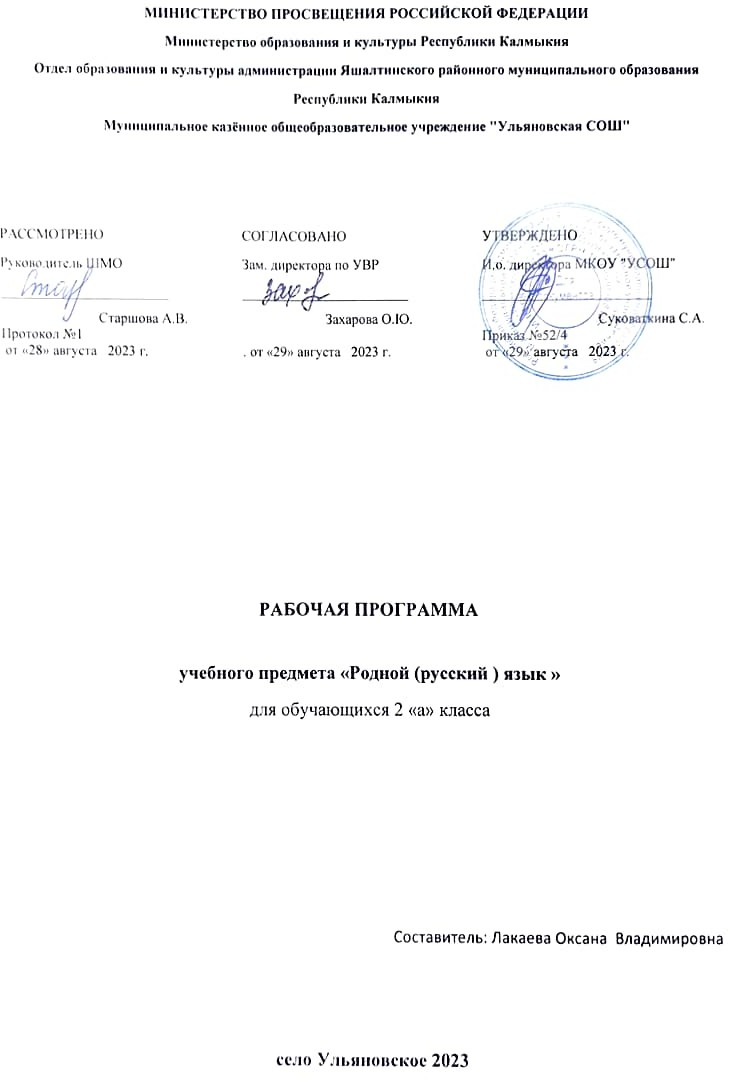 МИНИСТЕРСТВО ПРОСВЕЩЕНИЯ РОССИЙСКОЙ ФЕДЕРАЦИИ
Министерство образования и культуры Республики Калмыкия
Отдел образования и культуры администрации Яшалтинского районного муниципального образования
Республики Калмыкия
Муниципальное казённое общеобразовательное учреждение "Ульяновская СОШ"
РАССМОТРЕНО
Руководитель ШМО
Старшова А.В.
Протокол №1
от «28» августа 2023 г.
СОГЛАСОВАНО
Зам. директора по УВР
Захарова О.Ю.
. от «29» августа 2023 г.
УТВЕРЖДЕНО
И.о. директора МКОУ "УСОШ"
Суковаткина С.А.
Приказ №52/4
от «29» августа 2023 г.
РАБОЧАЯ ПРОГРАММА
учебного предмета «Родной (русский ) язык »
для обучающихся 2 «а» класса
Составитель: Лакаева Оксана Владимировна
село Ульяновское 2023